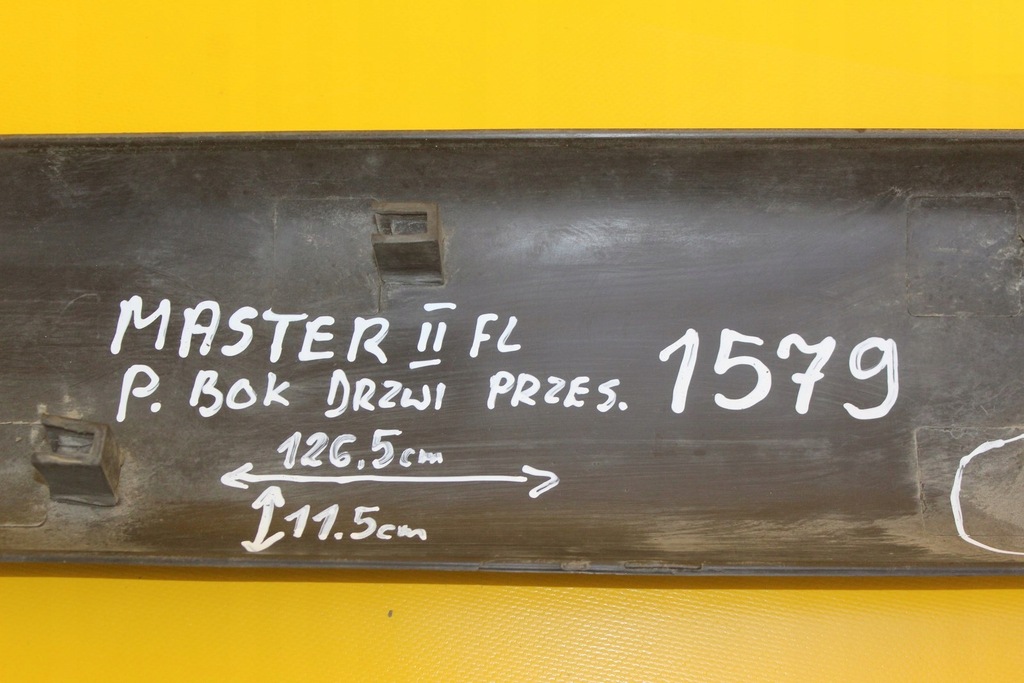 MASTER II FL
P. BOK DRZWI PRZES.
1579
126.5cm
11.5cm